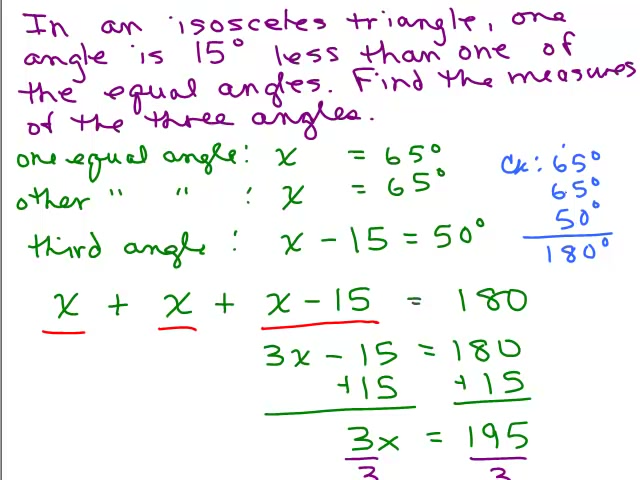 In an isosceles triangle, one
angle is 15° less than one of
the equal angles. Find the measures
of the three angles.
one equal angle: x = 65°
other " " : x = 65°
third angle: x - 15 = 50°
ck: 65°
65°
50°
180°
x + x + x - 15 = 180
3x - 15 = 180
+15 +15
3x = 195
3 3